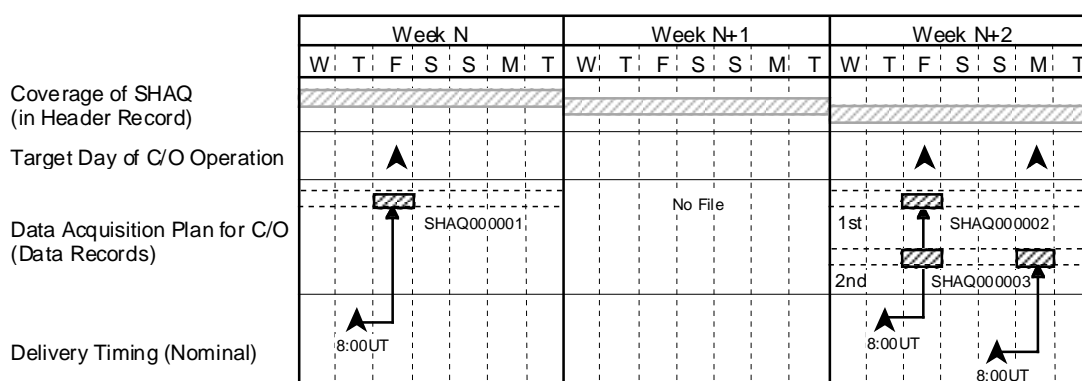 Week N Week N+1 Week N+2
W T F S S M T W T F S S M T W T F S S M T
Coverage of SHAQ
(in Header Record)
Target Day of C/O Operation
Data Acquisition Plan for C/O
(Data Records)
SHAQ000001
No File
1st
SHAQ000002
2nd
SHAQ000003
Delivery Timing (Nominal)
8:00UT
8:00UT
8:00UT